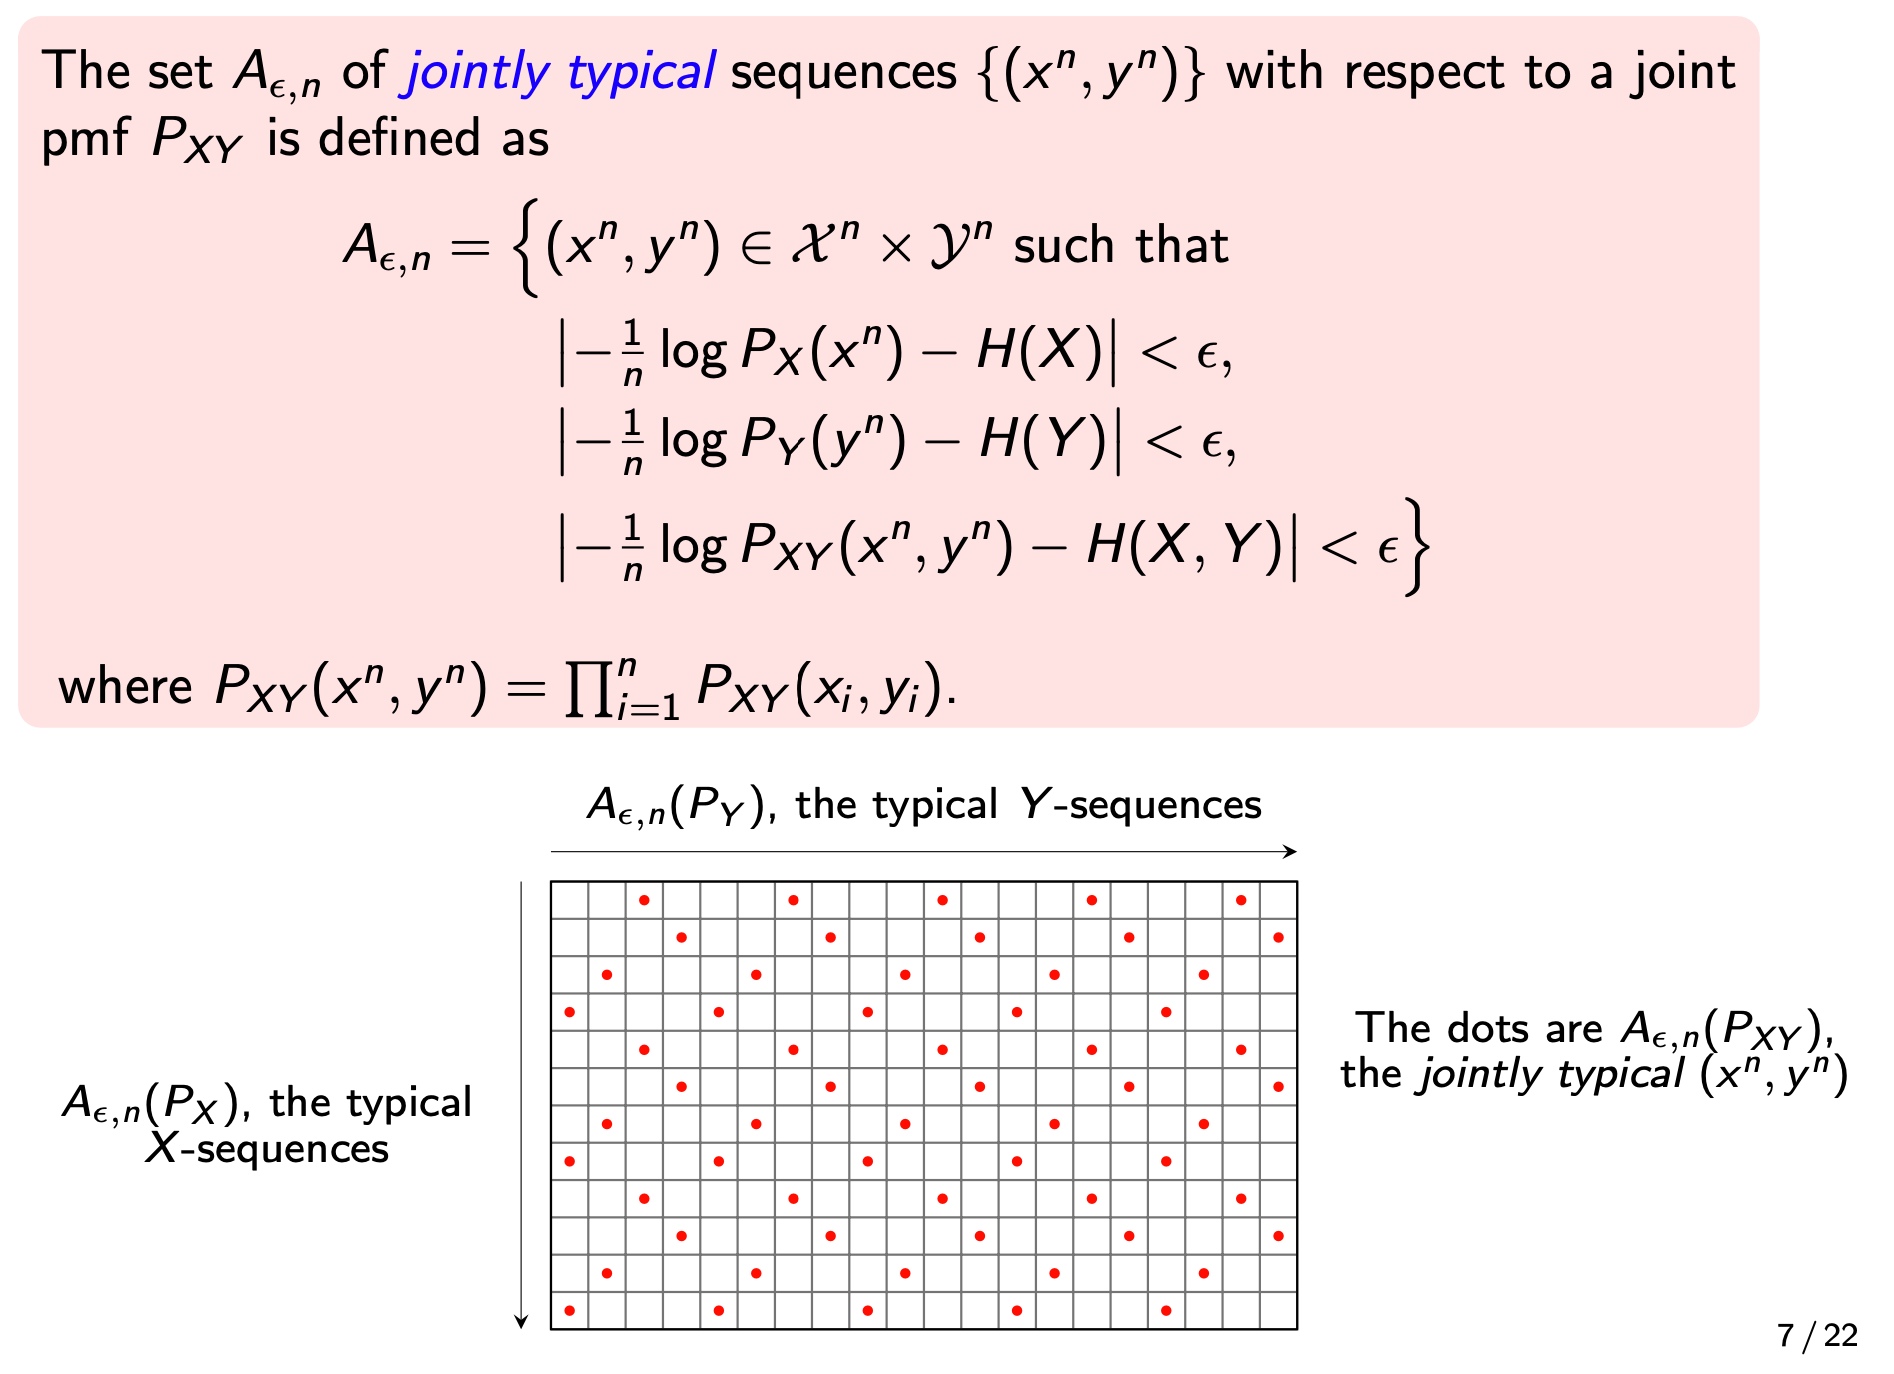 The set $A_{\epsilon,n}$ of jointly typical sequences $\{(x^n, y^n)\}$ with respect to a joint
pmf $P_{XY}$ is defined as
$A_{\epsilon,n} = \Big\{(x^n, y^n) \in \mathcal{X}^n \times \mathcal{Y}^n$ such that
$\left|-\frac{1}{n} \log P_X(x^n) - H(X)\right| < \epsilon,$
$\left|-\frac{1}{n} \log P_Y(y^n) - H(Y)\right| < \epsilon,$
$\left|-\frac{1}{n} \log P_{XY}(x^n, y^n) - H(X, Y)\right| < \epsilon\Big\}$
where $P_{XY}(x^n, y^n) = \prod_{i=1}^n P_{XY}(x_i, y_i).$
$A_{\epsilon,n}(P_Y)$, the typical $Y$-sequences
$A_{\epsilon,n}(P_X)$, the typical
$X$-sequences
The dots are $A_{\epsilon,n}(P_{XY})$,
the jointly typical $(x^n, y^n)$
7 / 22